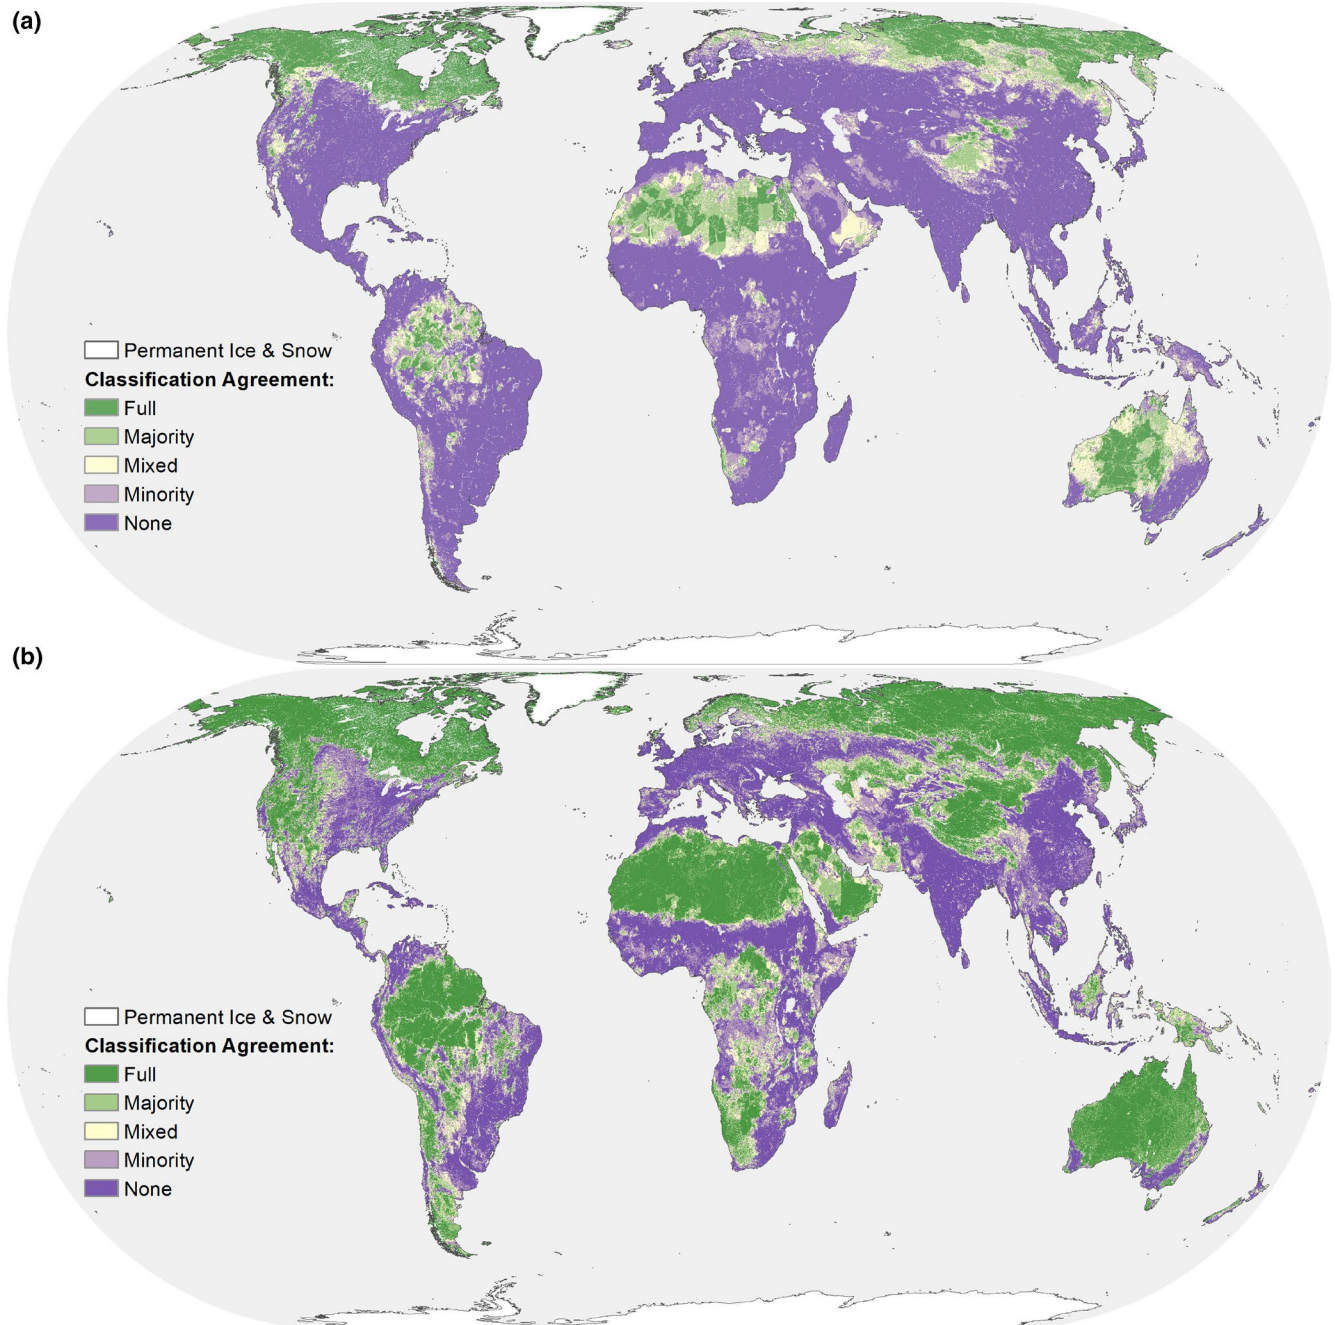 (a)
Permanent Ice & Snow
Classification Agreement:
Full
Majority
Mixed
Minority
None
(b)
Permanent Ice & Snow
Classification Agreement:
Full
Majority
Mixed
Minority
None